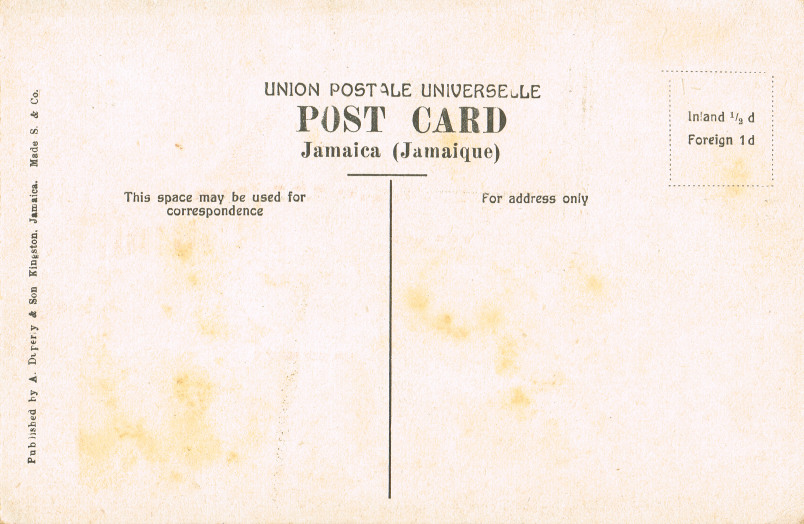 UNION POSTALE UNIVERSELLE
POST CARD
Jamaica (Jamaique)
Inland 1/2 d
Foreign 1d
This space may be used for
correspondence
For address only
Published by A. Duperly & Son Kingston. Jamaica. Made S. & Co.